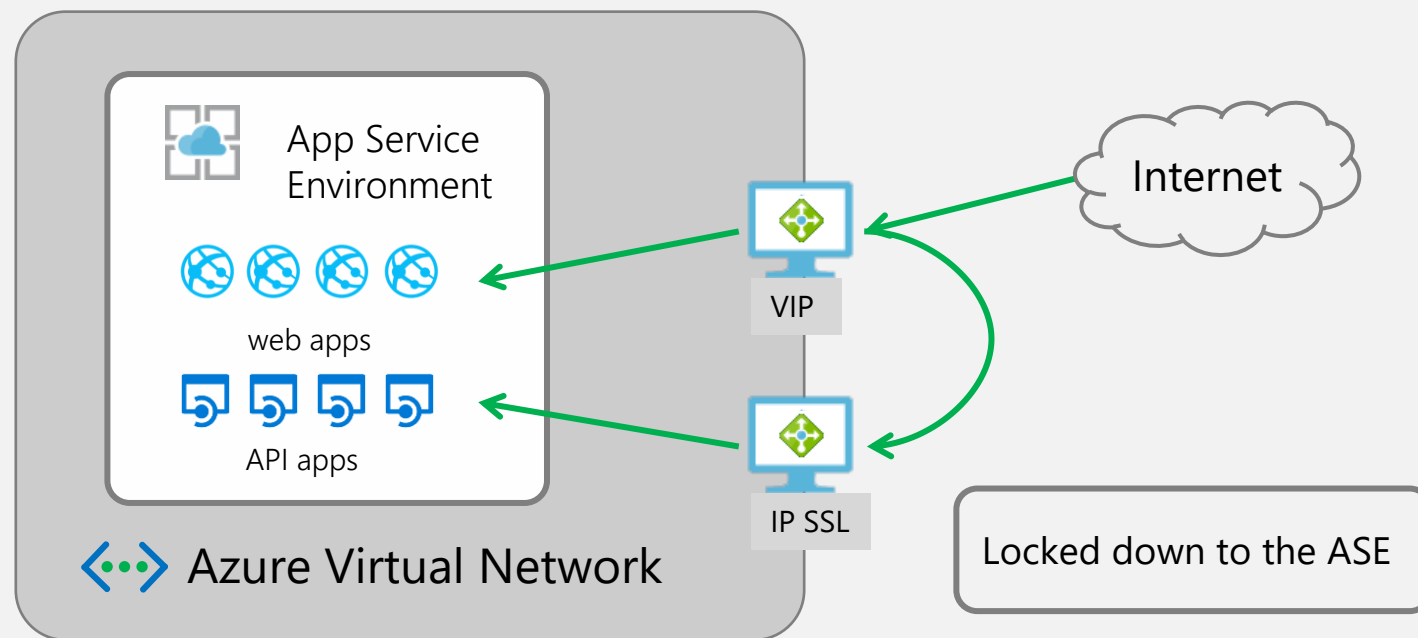 App Service
Environment
web apps
API apps
Azure Virtual Network
VIP
IP SSL
Internet
Locked down to the ASE